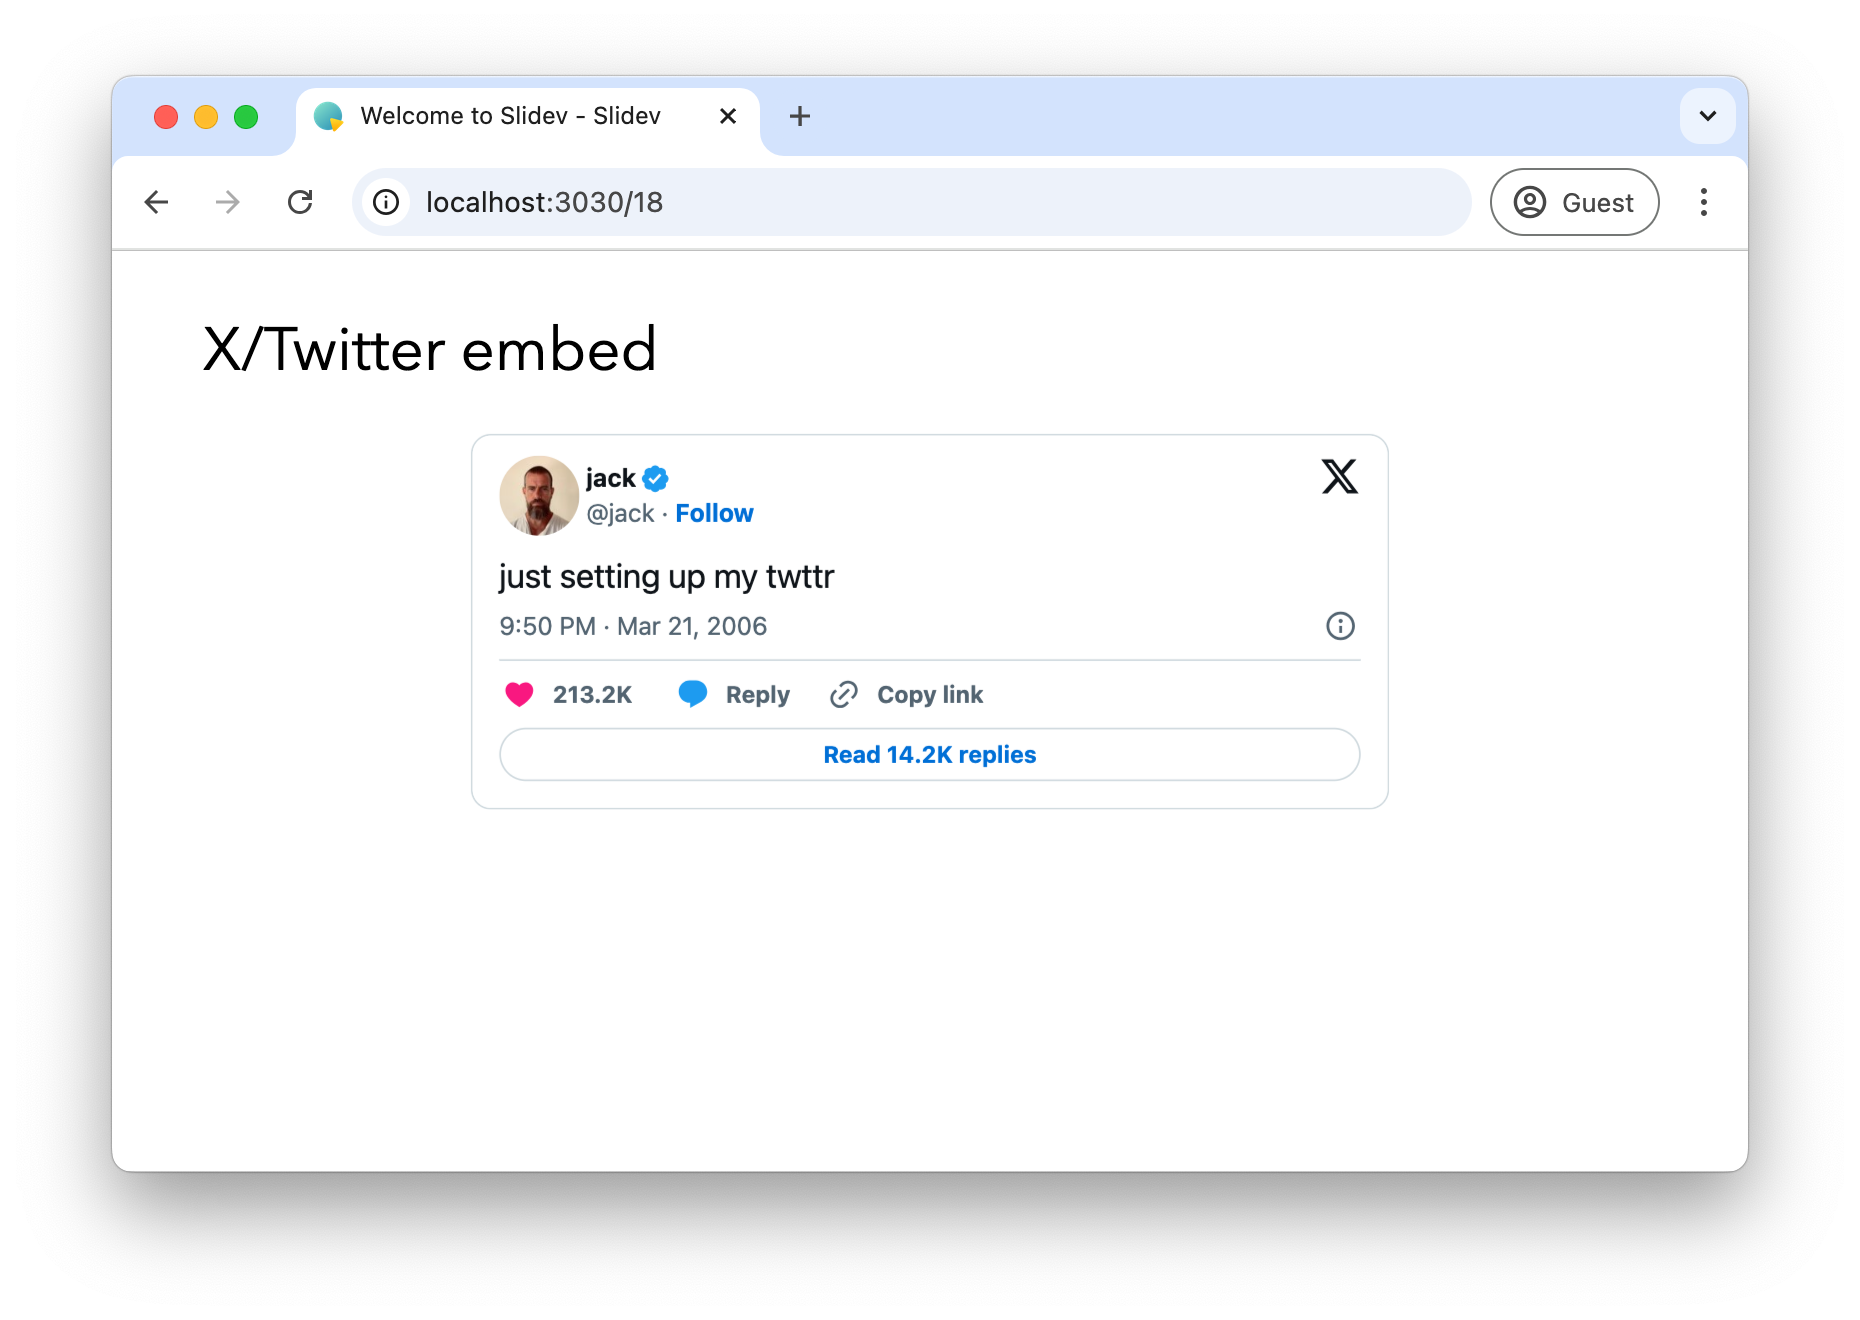 Welcome to Slidev - Slidev
localhost:3030/18
Guest
X/Twitter embed
jack
@jack · Follow
just setting up my twttr
9:50 PM · Mar 21, 2006
213.2K Reply Copy link
Read 14.2K replies